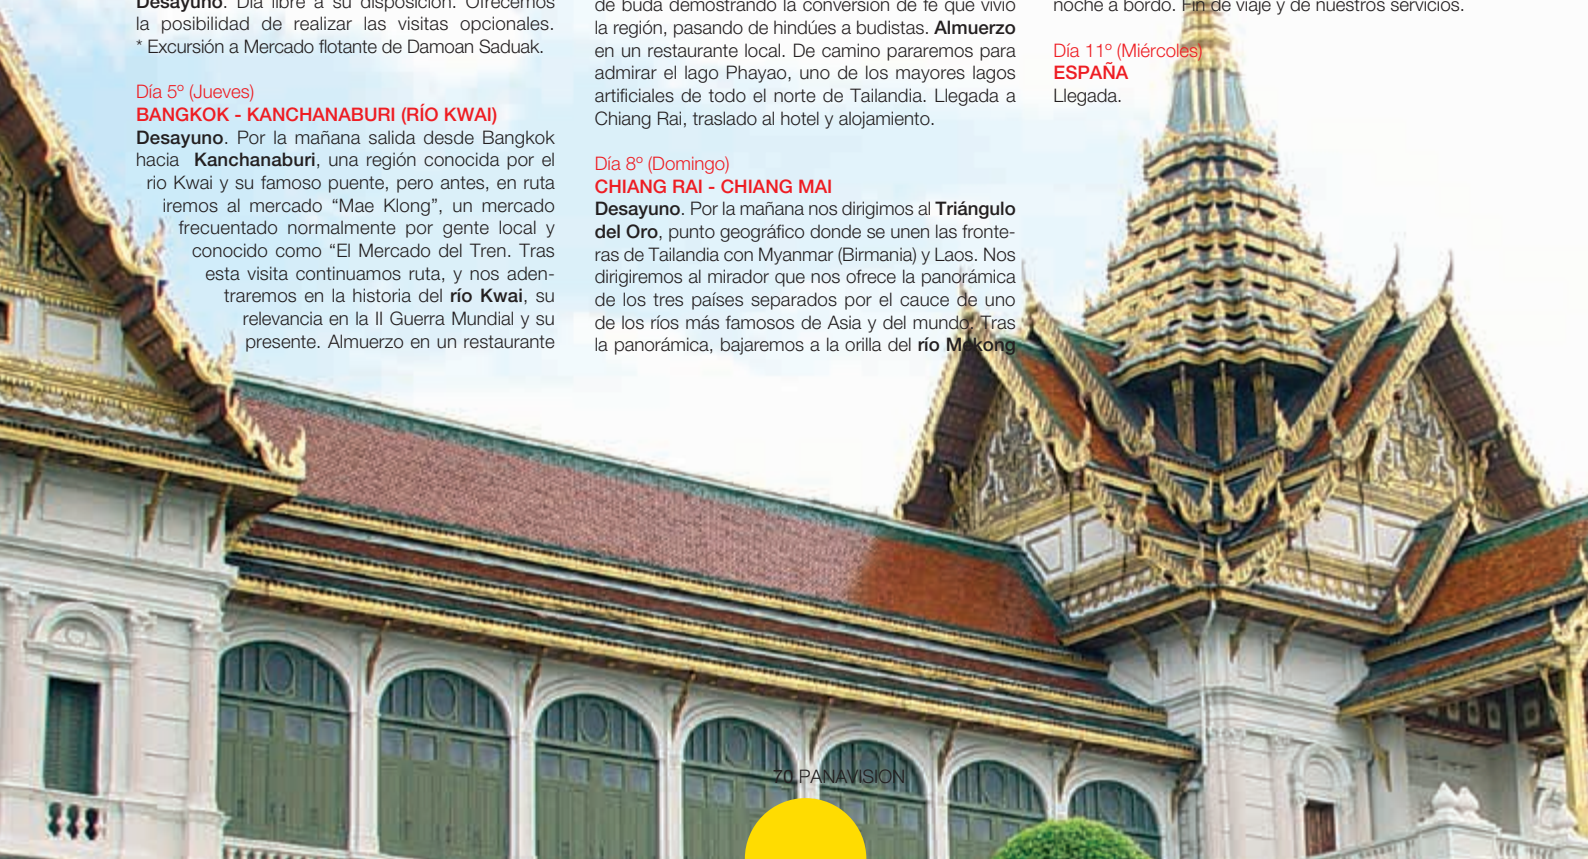 Desayuno. Día libre a su disposición. Ofrecemos
la posibilidad de realizar las visitas opcionales.
* Excursión a Mercado flotante de Damoan Saduak.
Día 5º (Jueves)
BANGKOK - KANCHANABURI (RÍO KWAI)
Desayuno. Por la mañana salida desde Bangkok
hacia Kanchanaburi, una región conocida por el
rio Kwai y su famoso puente, pero antes, en ruta
iremos al mercado “Mae Klong”, un mercado
frecuentado normalmente por gente local y
conocido como “El Mercado del Tren. Tras
esta visita continuamos ruta, y nos aden-
traremos en la historia del río Kwai, su
relevancia en la II Guerra Mundial y su
presente. Almuerzo en un restaurante
de buda demostrando la conversión de fe que vivió
la región, pasando de hindúes a budistas. Almuerzo
en un restaurante local. De camino pararemos para
admirar el lago Phayao, uno de los mayores lagos
artificiales de todo el norte de Tailandia. Llegada a
Chiang Rai, traslado al hotel y alojamiento.
Día 8º (Domingo)
CHIANG RAI - CHIANG MAI
Desayuno. Por la mañana nos dirigimos al Triángulo
del Oro, punto geográfico donde se unen las fronte-
ras de Tailandia con Myanmar (Birmania) y Laos. Nos
dirigiremos al mirador que nos ofrece la panorámica
de los tres países separados por el cauce de uno
de los ríos más famosos de Asia y del mundo. Tras
la panorámica, bajaremos a la orilla del río Mekong
noche a bordo. Fin de viaje y de nuestros servicios.
Día 11º (Miércoles)
ESPAÑA
Llegada.
70 PANAVISION